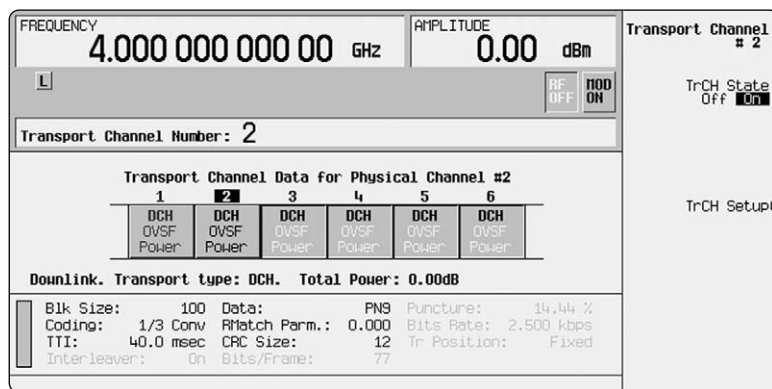 FREQUENCY
4.000 000 000 00 GHz
AMPLITUDE
0.00 dBm
L
RF OFF
MOD ON
Transport Channel Number: 2
Transport Channel Data for Physical Channel #2
1 2 3 4 5 6
DCH DCH DCH DCH DCH DCH
OVSF OVSF OVSF OVSF OVSF OVSF
Power Power Power Power Power Power
Downlink. Transport type: DCH. Total Power: 0.00dB
Blk Size: 100 Data: PN9 Puncture: 14.44 %
Coding: 1/3 Conv RMatch Parm.: 0.000 Bits Rate: 2.500 kbps
TTI: 40.0 msec CRC Size: 12 Tr Position: Fixed
Interleaver: On Bits/Frame: 77
Transport Channel
# 2
TrCH State
Off On
TrCH Setup